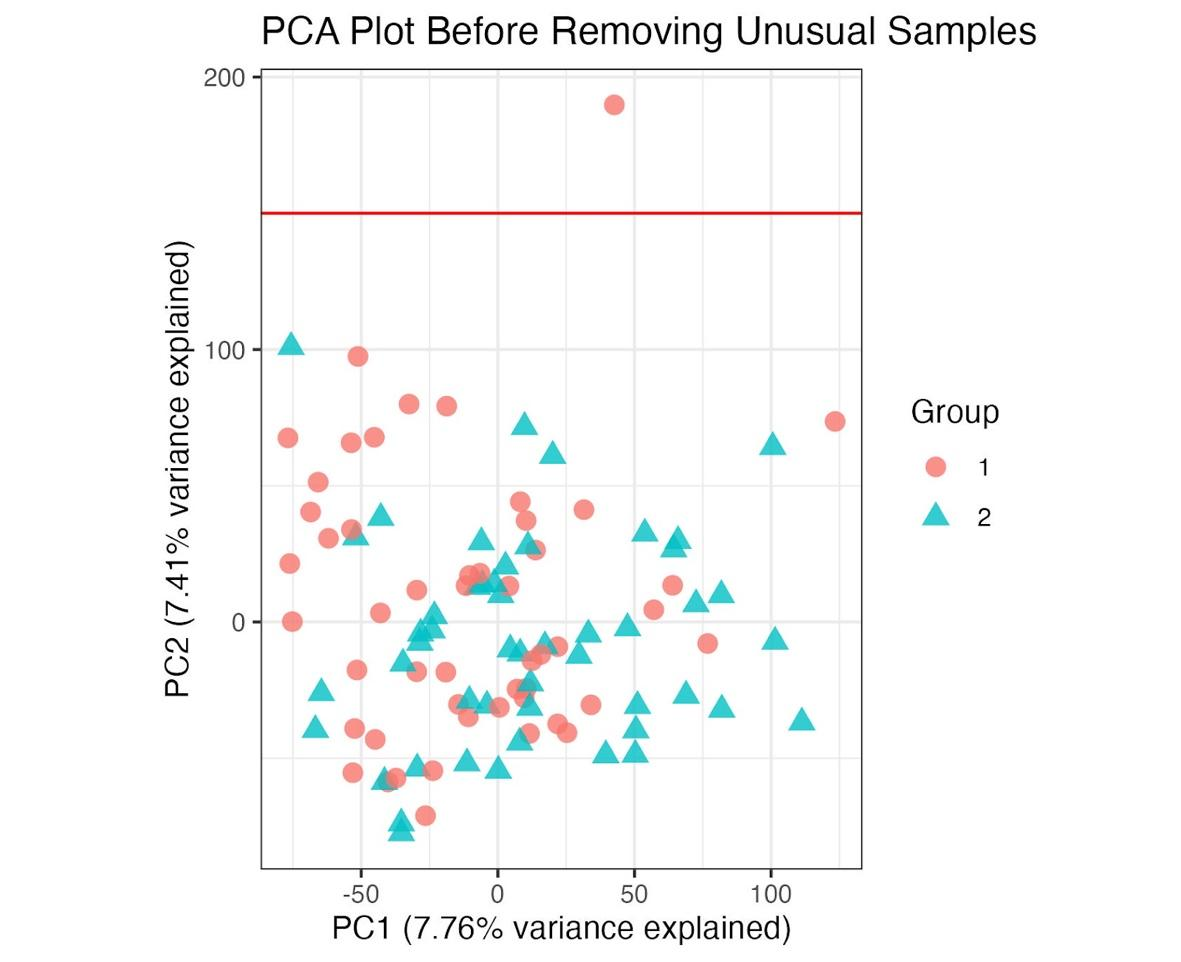 PCA Plot Before Removing Unusual Samples
200
100
0
PC2 (7.41% variance explained)
-50 0 50 100
PC1 (7.76% variance explained)
Group
1
2